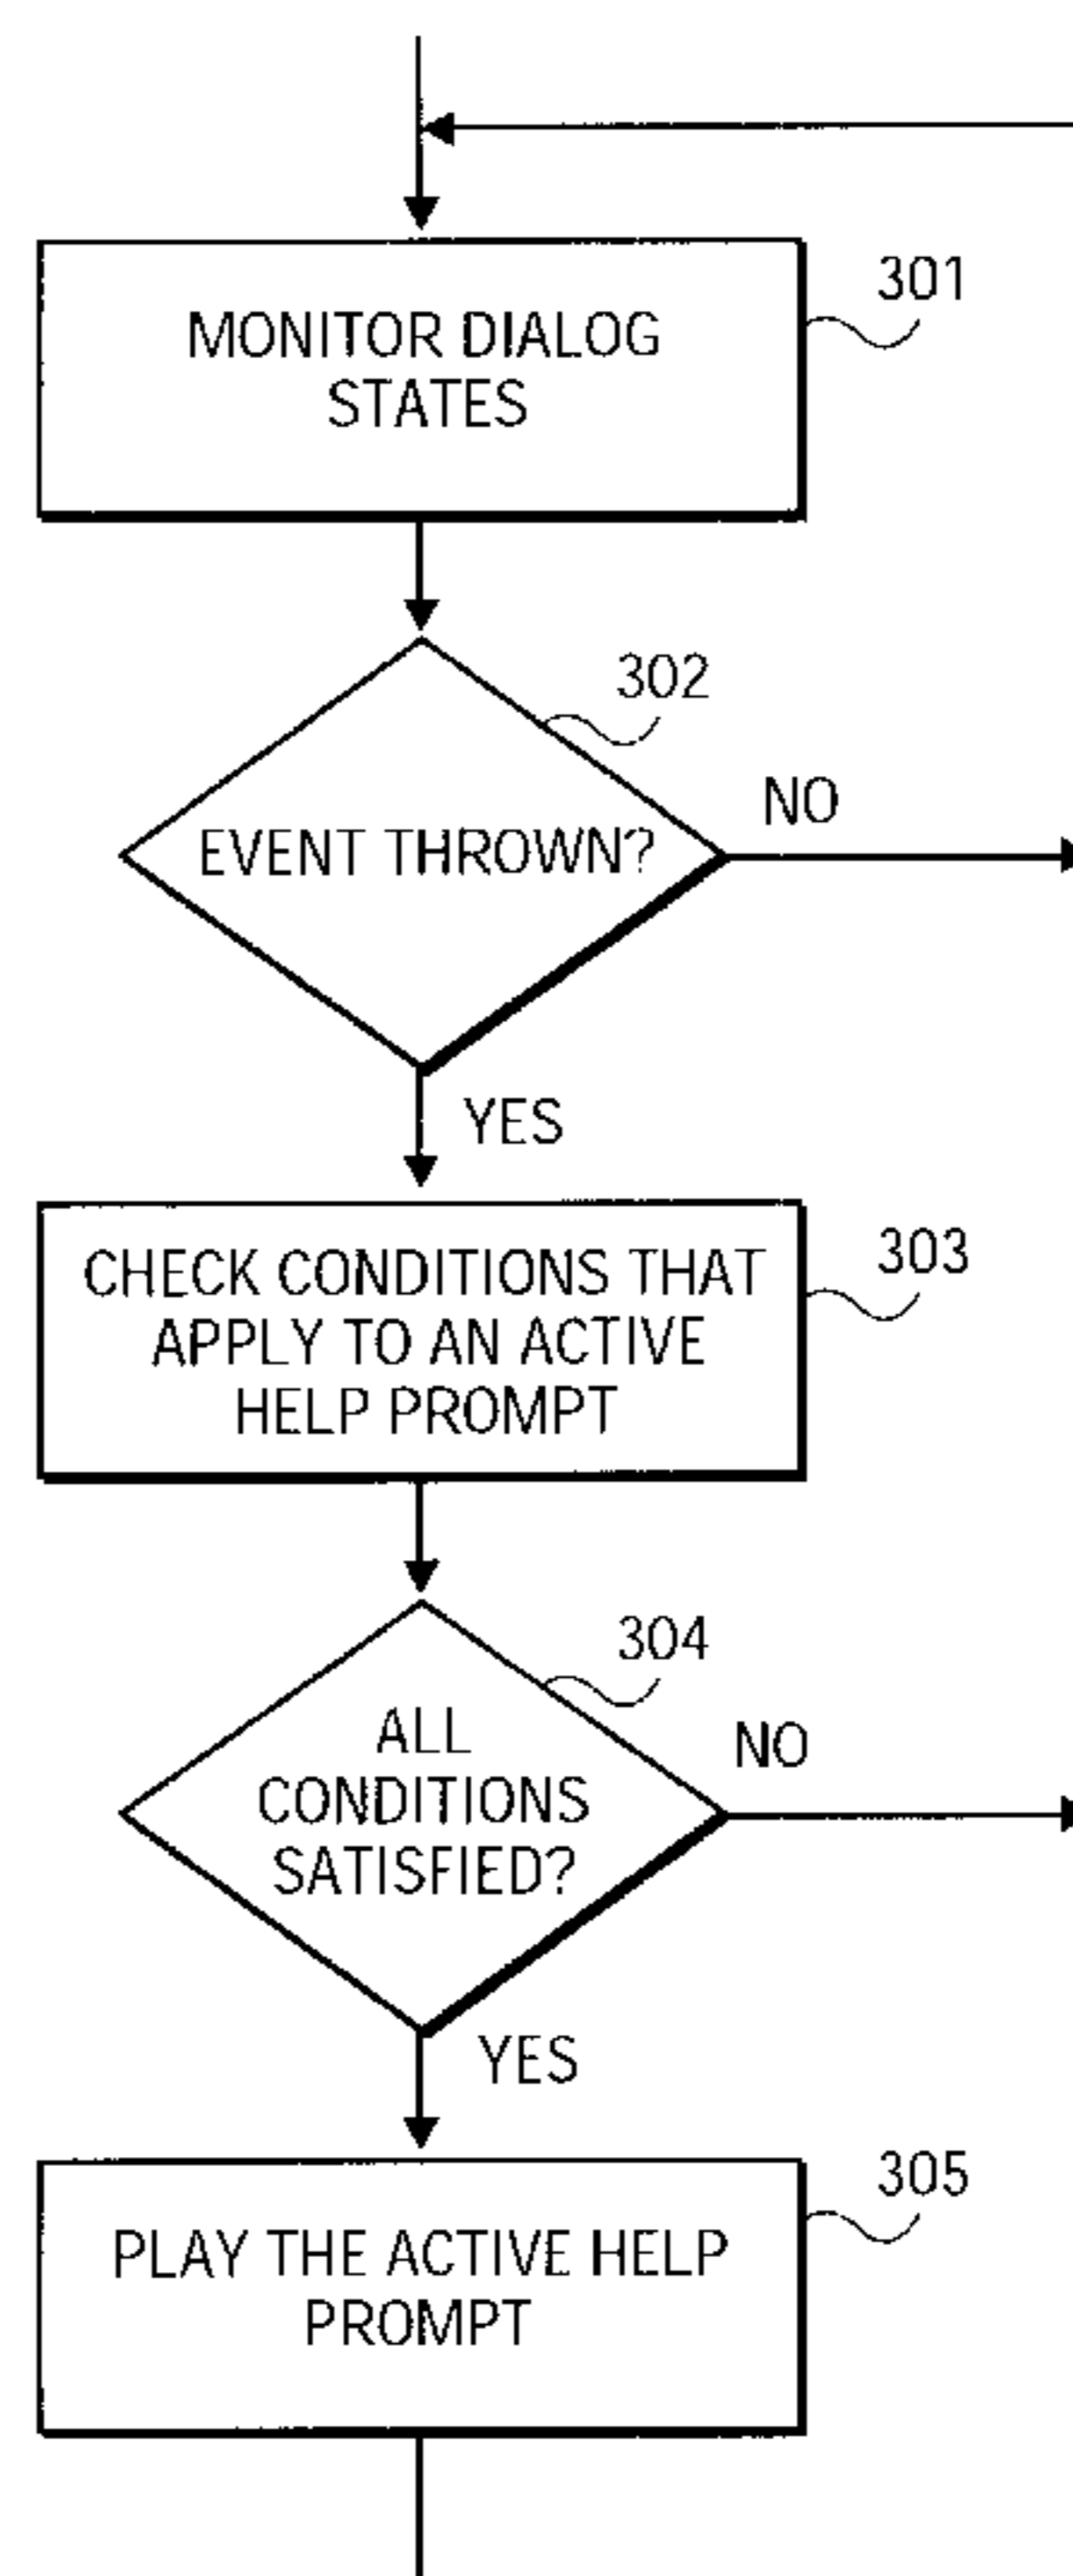 301
MONITOR DIALOG
STATES
302
NO
EVENT THROWN?
YES
303
CHECK CONDITIONS THAT
APPLY TO AN ACTIVE
HELP PROMPT
304
ALL
NO
CONDITIONS
SATISFIED?
YES
305
PLAY THE ACTIVE HELP
PROMPT